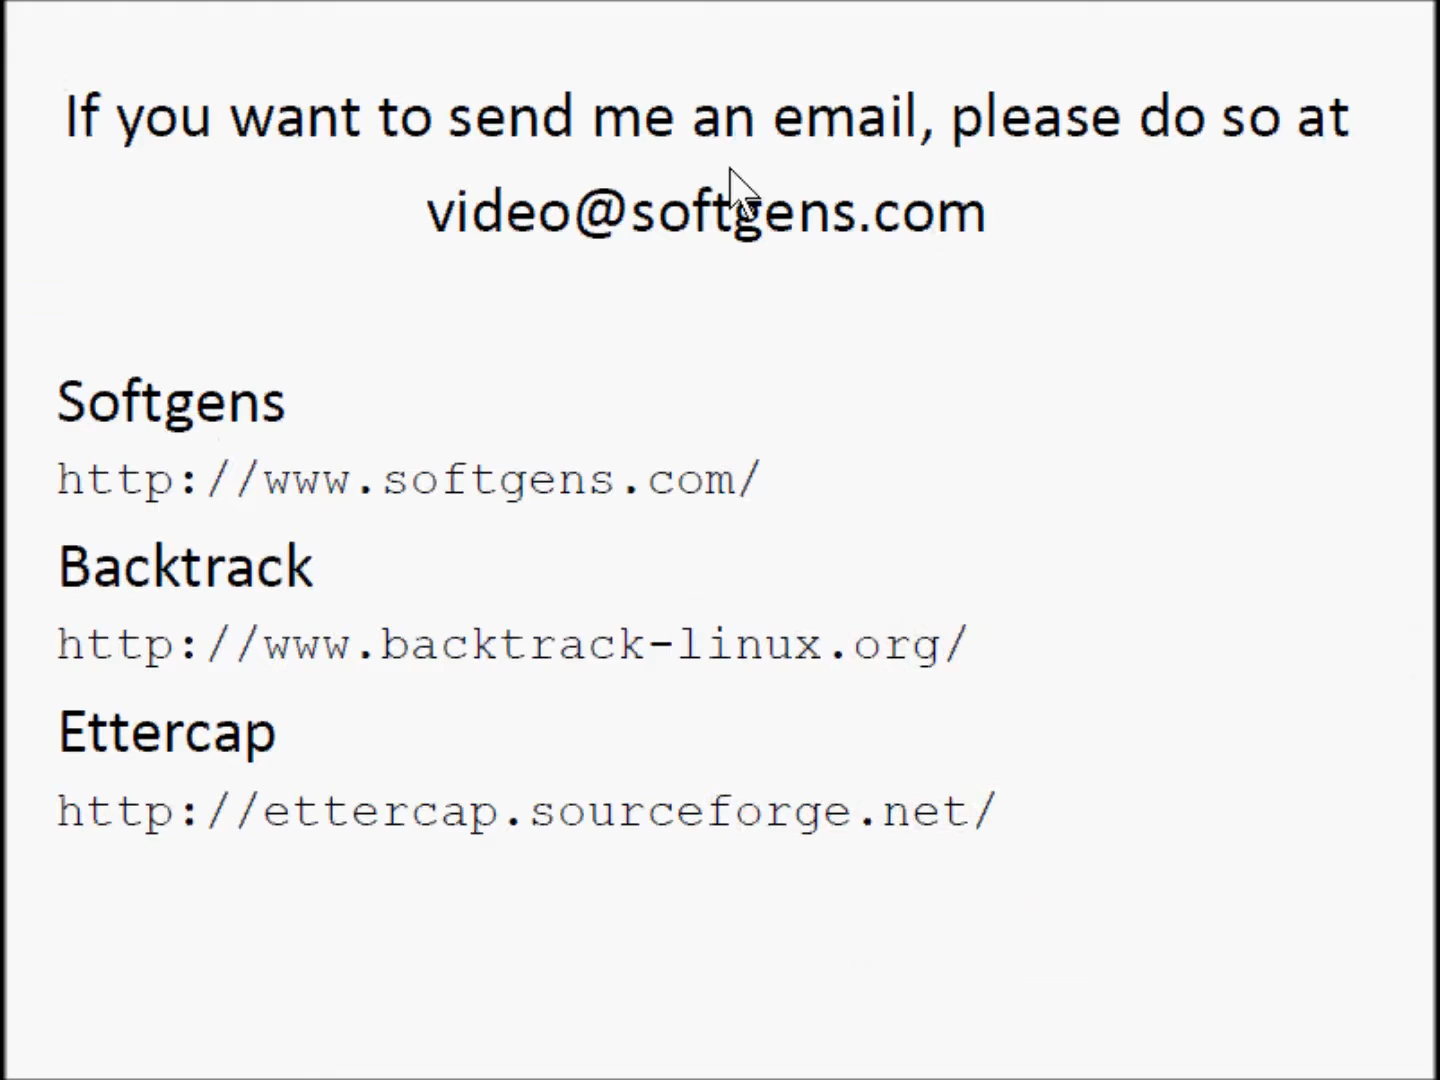 If you want to send me an email, please do so at
video@softgens.com
Softgens
http://www.softgens.com/
Backtrack
http://www.backtrack-linux.org/
Ettercap
http://ettercap.sourceforge.net/